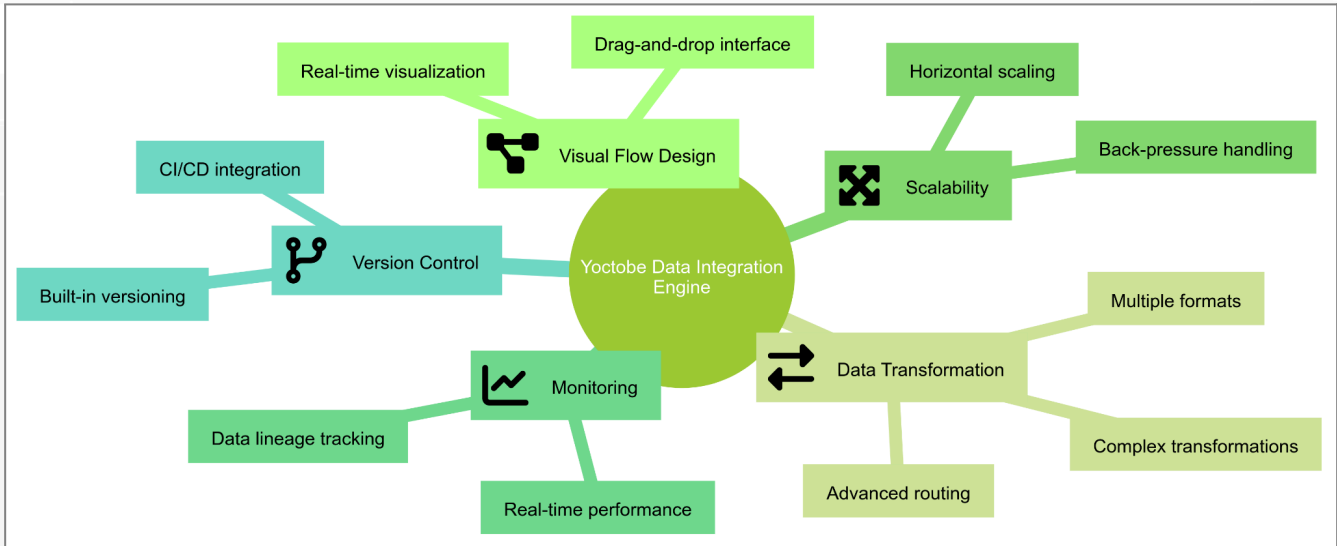 Drag-and-drop interface
Real-time visualization
Visual Flow Design
Horizontal scaling
Back-pressure handling
Scalability
CI/CD integration
Version Control
Built-in versioning
Yoctobe Data Integration
Engine
Multiple formats
Data Transformation
Complex transformations
Advanced routing
Monitoring
Data lineage tracking
Real-time performance